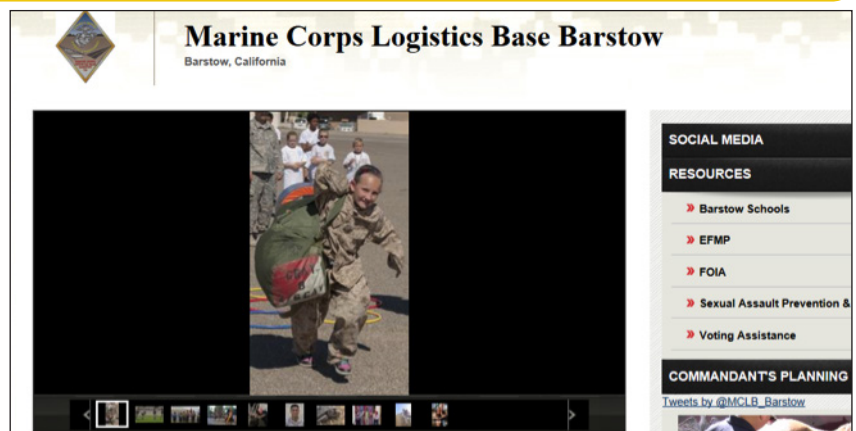 Marine Corps Logistics Base Barstow
Barstow, California
SOCIAL MEDIA
RESOURCES
» Barstow Schools
» EFMP
» FOIA
» Sexual Assault Prevention &
» Voting Assistance
COMMANDANT'S PLANNING
Tweets by @MCLB_Barstow